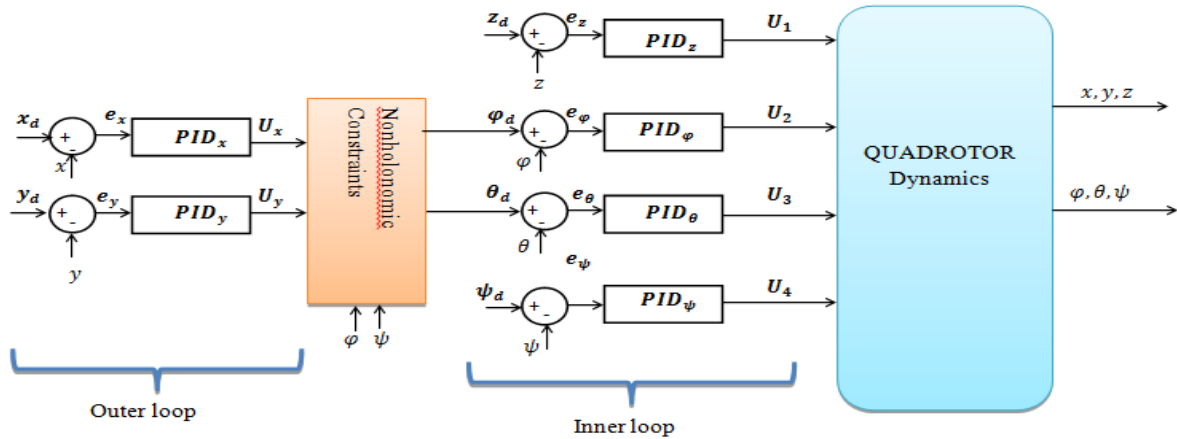 z_d
+
-
e_z
PID_z
U_1
z
x_d
+
-
e_x
PID_x
U_x
x
y_d
+
-
e_y
PID_y
U_y
y
Nonholonomic
Constraints
φ
ψ
φ_d
+
-
e_φ
PID_φ
U_2
φ
θ_d
+
-
e_θ
PID_θ
U_3
θ
ψ_d
+
-
e_ψ
PID_ψ
U_4
ψ
QUADROTOR
Dynamics
x, y, z
φ, θ, ψ
Outer loop
Inner loop